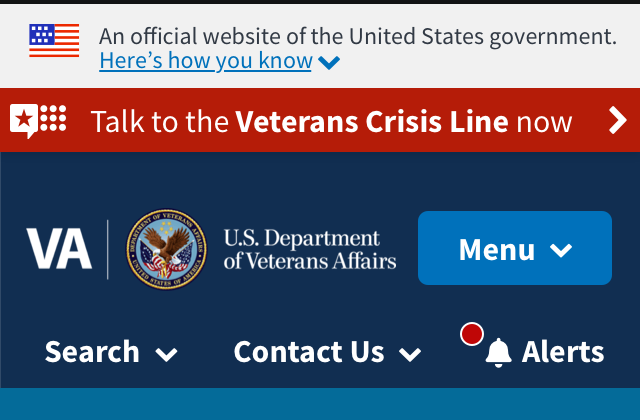 An official website of the United States government.
Here’s how you know
Talk to the Veterans Crisis Line now
VA
DEPARTMENT OF VETERANS AFFAIRS
UNITED STATES OF AMERICA
U.S. Department
of Veterans Affairs
Menu
Search
Contact Us
Alerts